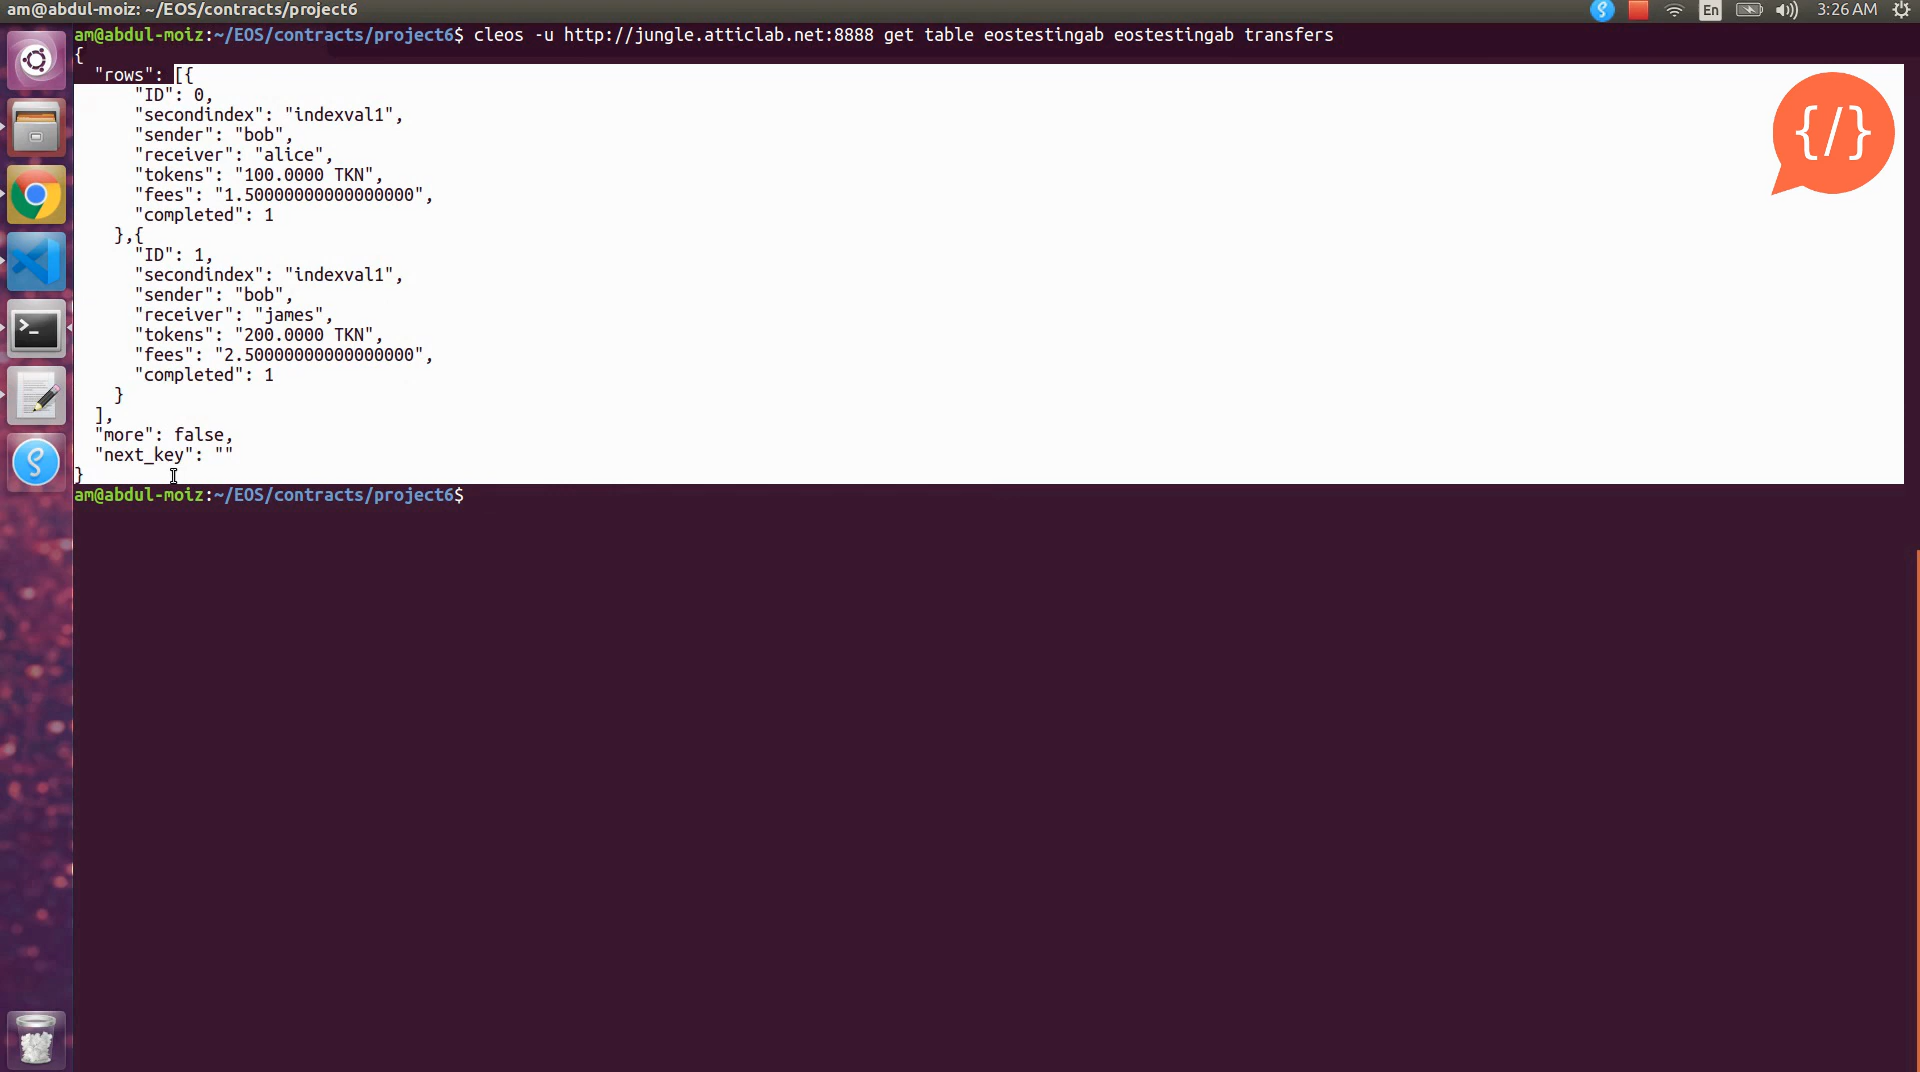 am@abdul-moiz: ~/EOS/contracts/project6
En
3:26 AM
am@abdul-moiz:~/EOS/contracts/project6$ cleos -u http://jungle.atticlab.net:8888 get table eostestingab eostestingab transfers
{
  "rows": [{
      "ID": 0,
      "secondindex": "indexval1",
      "sender": "bob",
      "receiver": "alice",
      "tokens": "100.0000 TKN",
      "fees": "1.50000000000000000",
      "completed": 1
    },{
      "ID": 1,
      "secondindex": "indexval1",
      "sender": "bob",
      "receiver": "james",
      "tokens": "200.0000 TKN",
      "fees": "2.50000000000000000",
      "completed": 1
    }
  ],
  "more": false,
  "next_key": ""
}
am@abdul-moiz:~/EOS/contracts/project6$
{/}